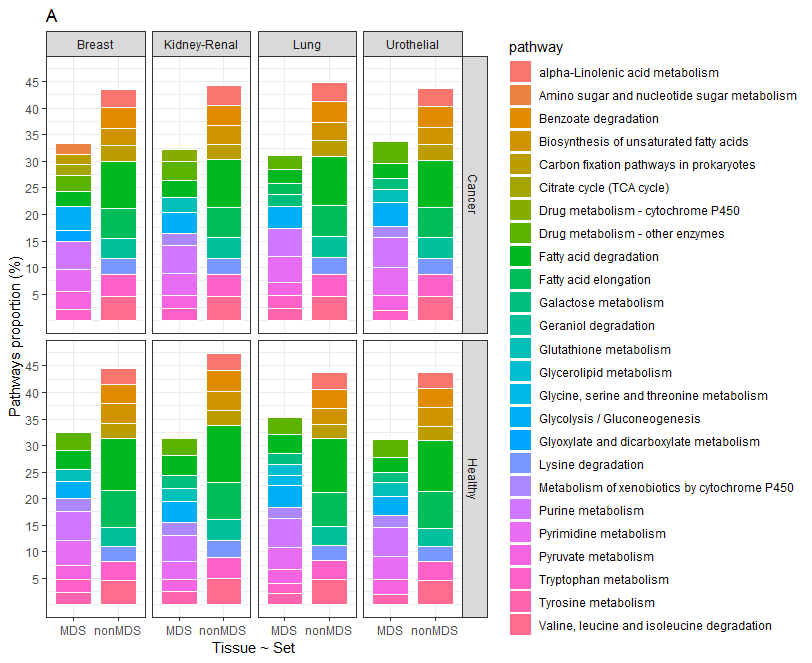 A
Breast
Kidney-Renal
Lung
Urothelial
Cancer
45
40
35
30
25
20
15
10
5
Healthy
45
40
35
30
25
20
15
10
5
Pathways proportion (%)
MDS nonMDS MDS nonMDS MDS nonMDS MDS nonMDS
Tissue ~ Set
pathway
alpha-Linolenic acid metabolism
Amino sugar and nucleotide sugar metabolism
Benzoate degradation
Biosynthesis of unsaturated fatty acids
Carbon fixation pathways in prokaryotes
Citrate cycle (TCA cycle)
Drug metabolism - cytochrome P450
Drug metabolism - other enzymes
Fatty acid degradation
Fatty acid elongation
Galactose metabolism
Geraniol degradation
Glutathione metabolism
Glycerolipid metabolism
Glycine, serine and threonine metabolism
Glycolysis / Gluconeogenesis
Glyoxylate and dicarboxylate metabolism
Lysine degradation
Metabolism of xenobiotics by cytochrome P450
Purine metabolism
Pyrimidine metabolism
Pyruvate metabolism
Tryptophan metabolism
Tyrosine metabolism
Valine, leucine and isoleucine degradation